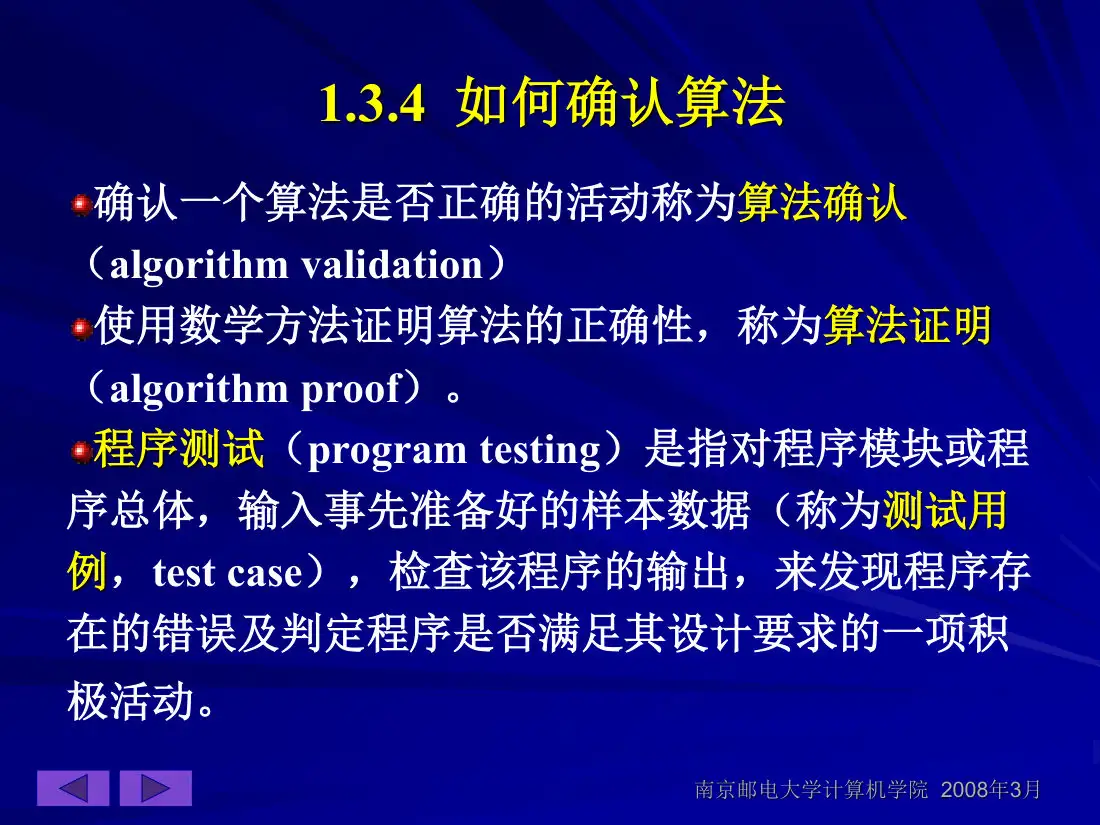 1.3.4 如何确认算法
确认一个算法是否正确的活动称为算法确认
（algorithm validation）
使用数学方法证明算法的正确性，称为算法证明
（algorithm proof）。
程序测试（program testing）是指对程序模块或程
序总体，输入事先准备好的样本数据（称为测试用
例，test case），检查该程序的输出，来发现程序存
在的错误及判定程序是否满足其设计要求的一项积
极活动。
南京邮电大学计算机学院 2008年3月